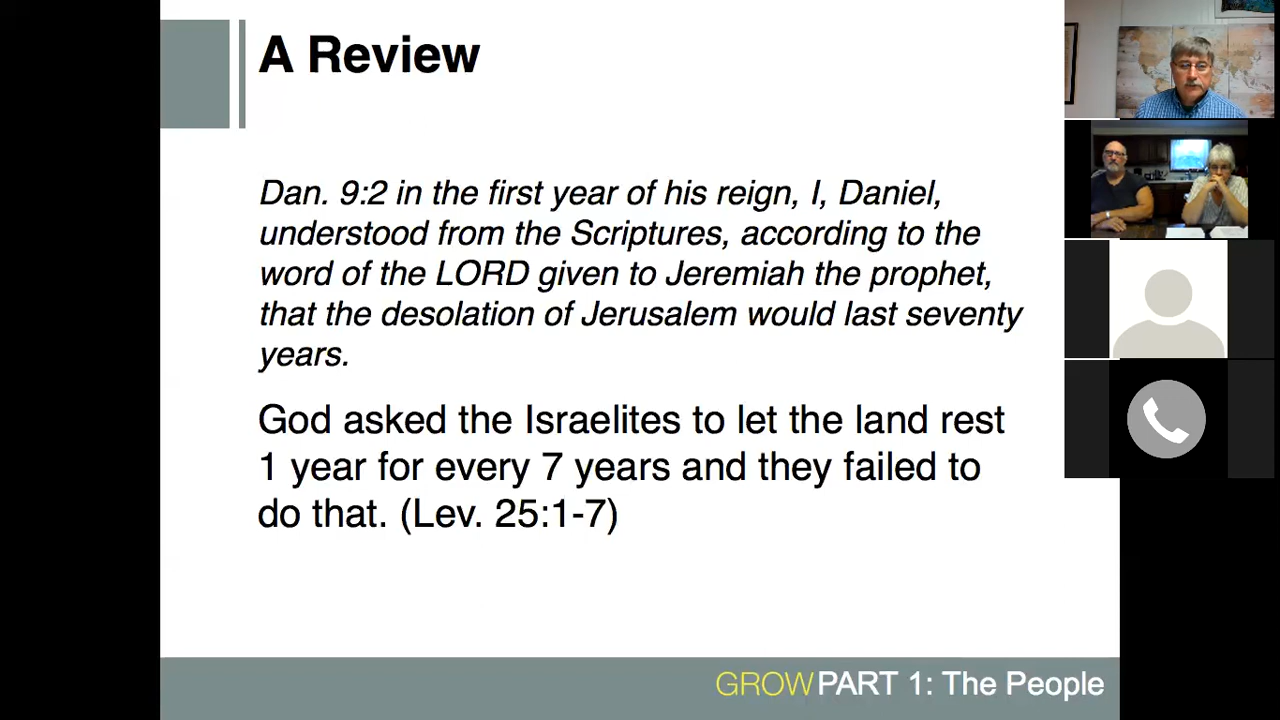 A Review
Dan. 9:2 in the first year of his reign, I, Daniel,
understood from the Scriptures, according to the
word of the LORD given to Jeremiah the prophet,
that the desolation of Jerusalem would last seventy
years.
God asked the Israelites to let the land rest
1 year for every 7 years and they failed to
do that. (Lev. 25:1-7)
GROWPART 1: The People